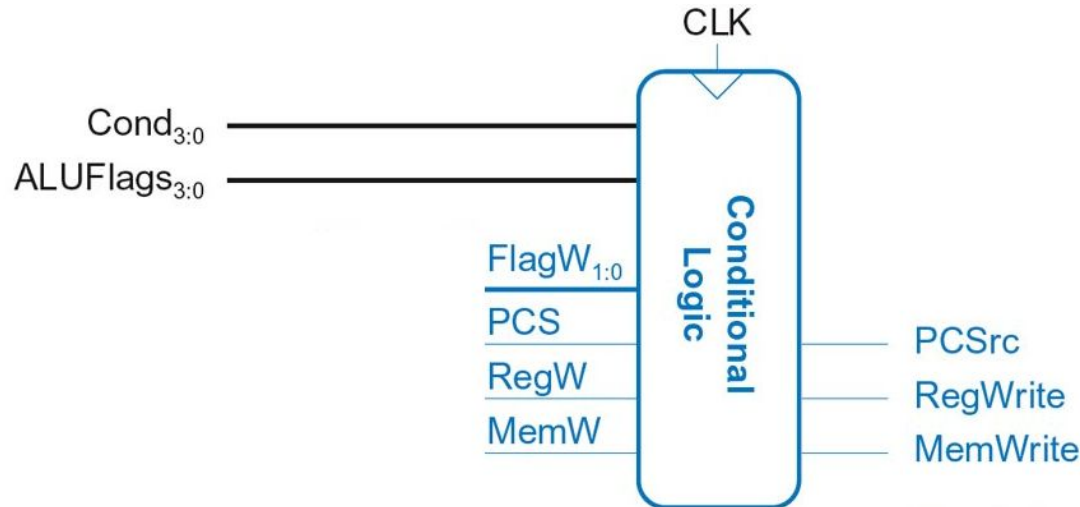 CLK
Cond3:0
ALUFlags3:0
FlagW1:0
PCS
RegW
MemW
Conditional
Logic
PCSrc
RegWrite
MemWrite